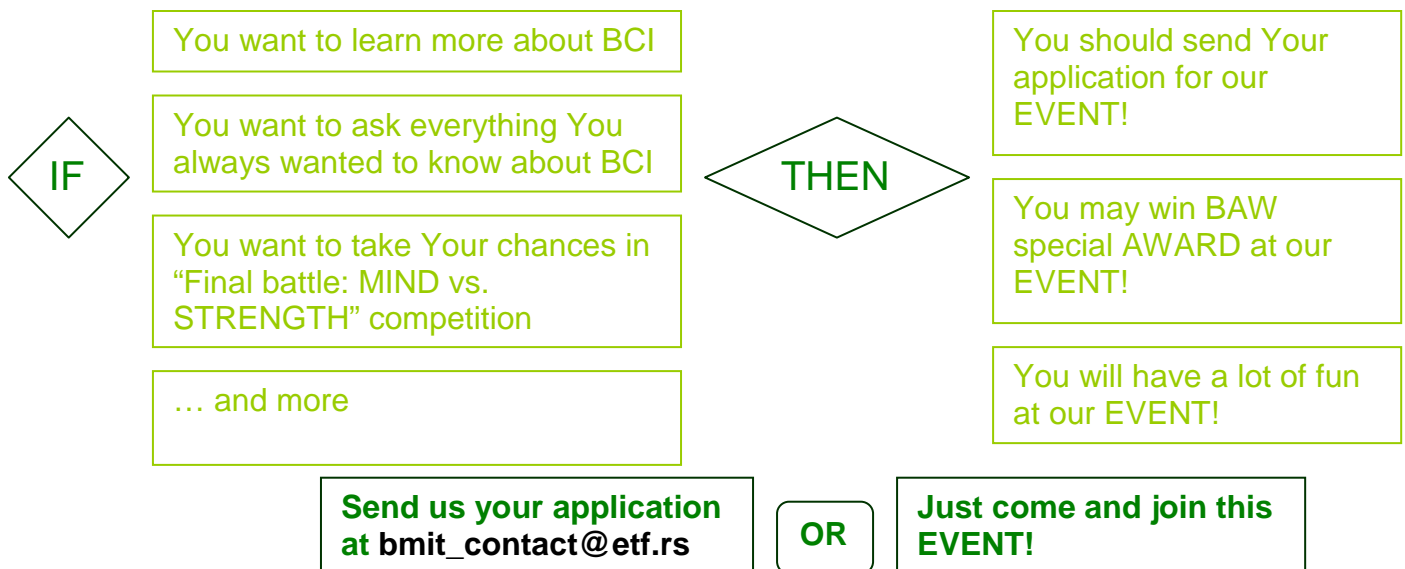 IF
You want to learn more about BCI
You want to ask everything You
always wanted to know about BCI
You want to take Your chances in
“Final battle: MIND vs.
STRENGTH” competition
… and more
THEN
You should send Your
application for our
EVENT!
You may win BAW
special AWARD at our
EVENT!
You will have a lot of fun
at our EVENT!
Send us your application
at bmit_contact@etf.rs
OR
Just come and join this
EVENT!